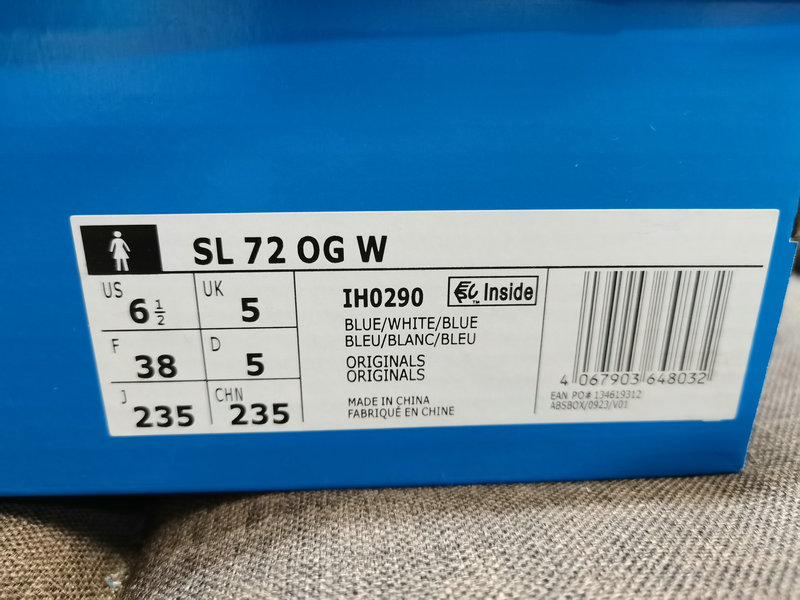 SL 72 OG W
US 6 1/2 UK 5
F 38 D 5
J 235 CHN 235
IH0290 Inside
BLUE/WHITE/BLUE
BLEU/BLANC/BLEU
ORIGINALS
ORIGINALS
MADE IN CHINA
FABRIQUÉ EN CHINE
4 067903 648032
EAN PO# 134619312
ABSBOX/0923/V01